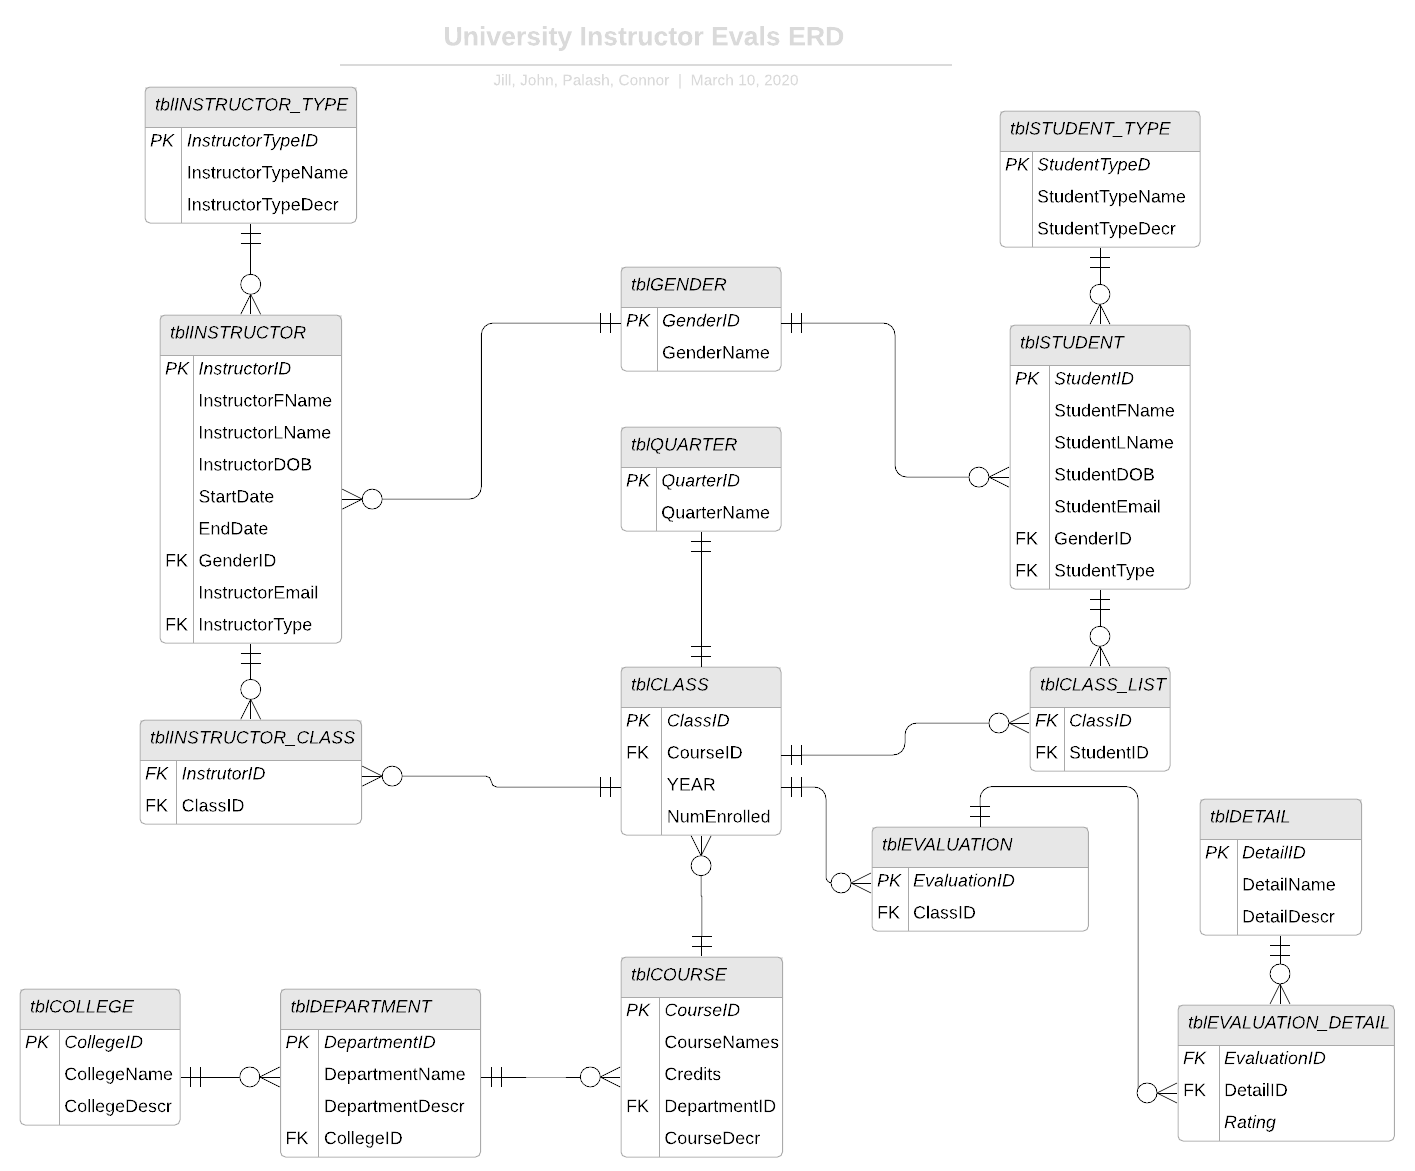 University Instructor Evals ERD
Jill, John, Palash, Connor | March 10, 2020
tblINSTRUCTOR_TYPE
PK InstructorTypeID
InstructorTypeName
InstructorTypeDecr
tblSTUDENT_TYPE
PK StudentTypeD
StudentTypeName
StudentTypeDecr
tblGENDER
PK GenderID
GenderName
tblINSTRUCTOR
PK InstructorID
InstructorFName
InstructorLName
InstructorDOB
StartDate
EndDate
FK GenderID
InstructorEmail
FK InstructorType
tblSTUDENT
PK StudentID
StudentFName
StudentLName
StudentDOB
StudentEmail
FK GenderID
FK StudentType
tblQUARTER
PK QuarterID
QuarterName
tblCLASS
PK ClassID
FK CourseID
YEAR
NumEnrolled
tblCLASS_LIST
FK ClassID
FK StudentID
tblINSTRUCTOR_CLASS
FK InstrutorID
FK ClassID
tblEVALUATION
PK EvaluationID
FK ClassID
tblDETAIL
PK DetailID
DetailName
DetailDescr
tblCOLLEGE
PK CollegeID
CollegeName
CollegeDescr
tblDEPARTMENT
PK DepartmentID
DepartmentName
DepartmentDescr
FK CollegeID
tblCOURSE
PK CourseID
CourseNames
Credits
FK DepartmentID
CourseDecr
tblEVALUATION_DETAIL
FK EvaluationID
FK DetailID
Rating